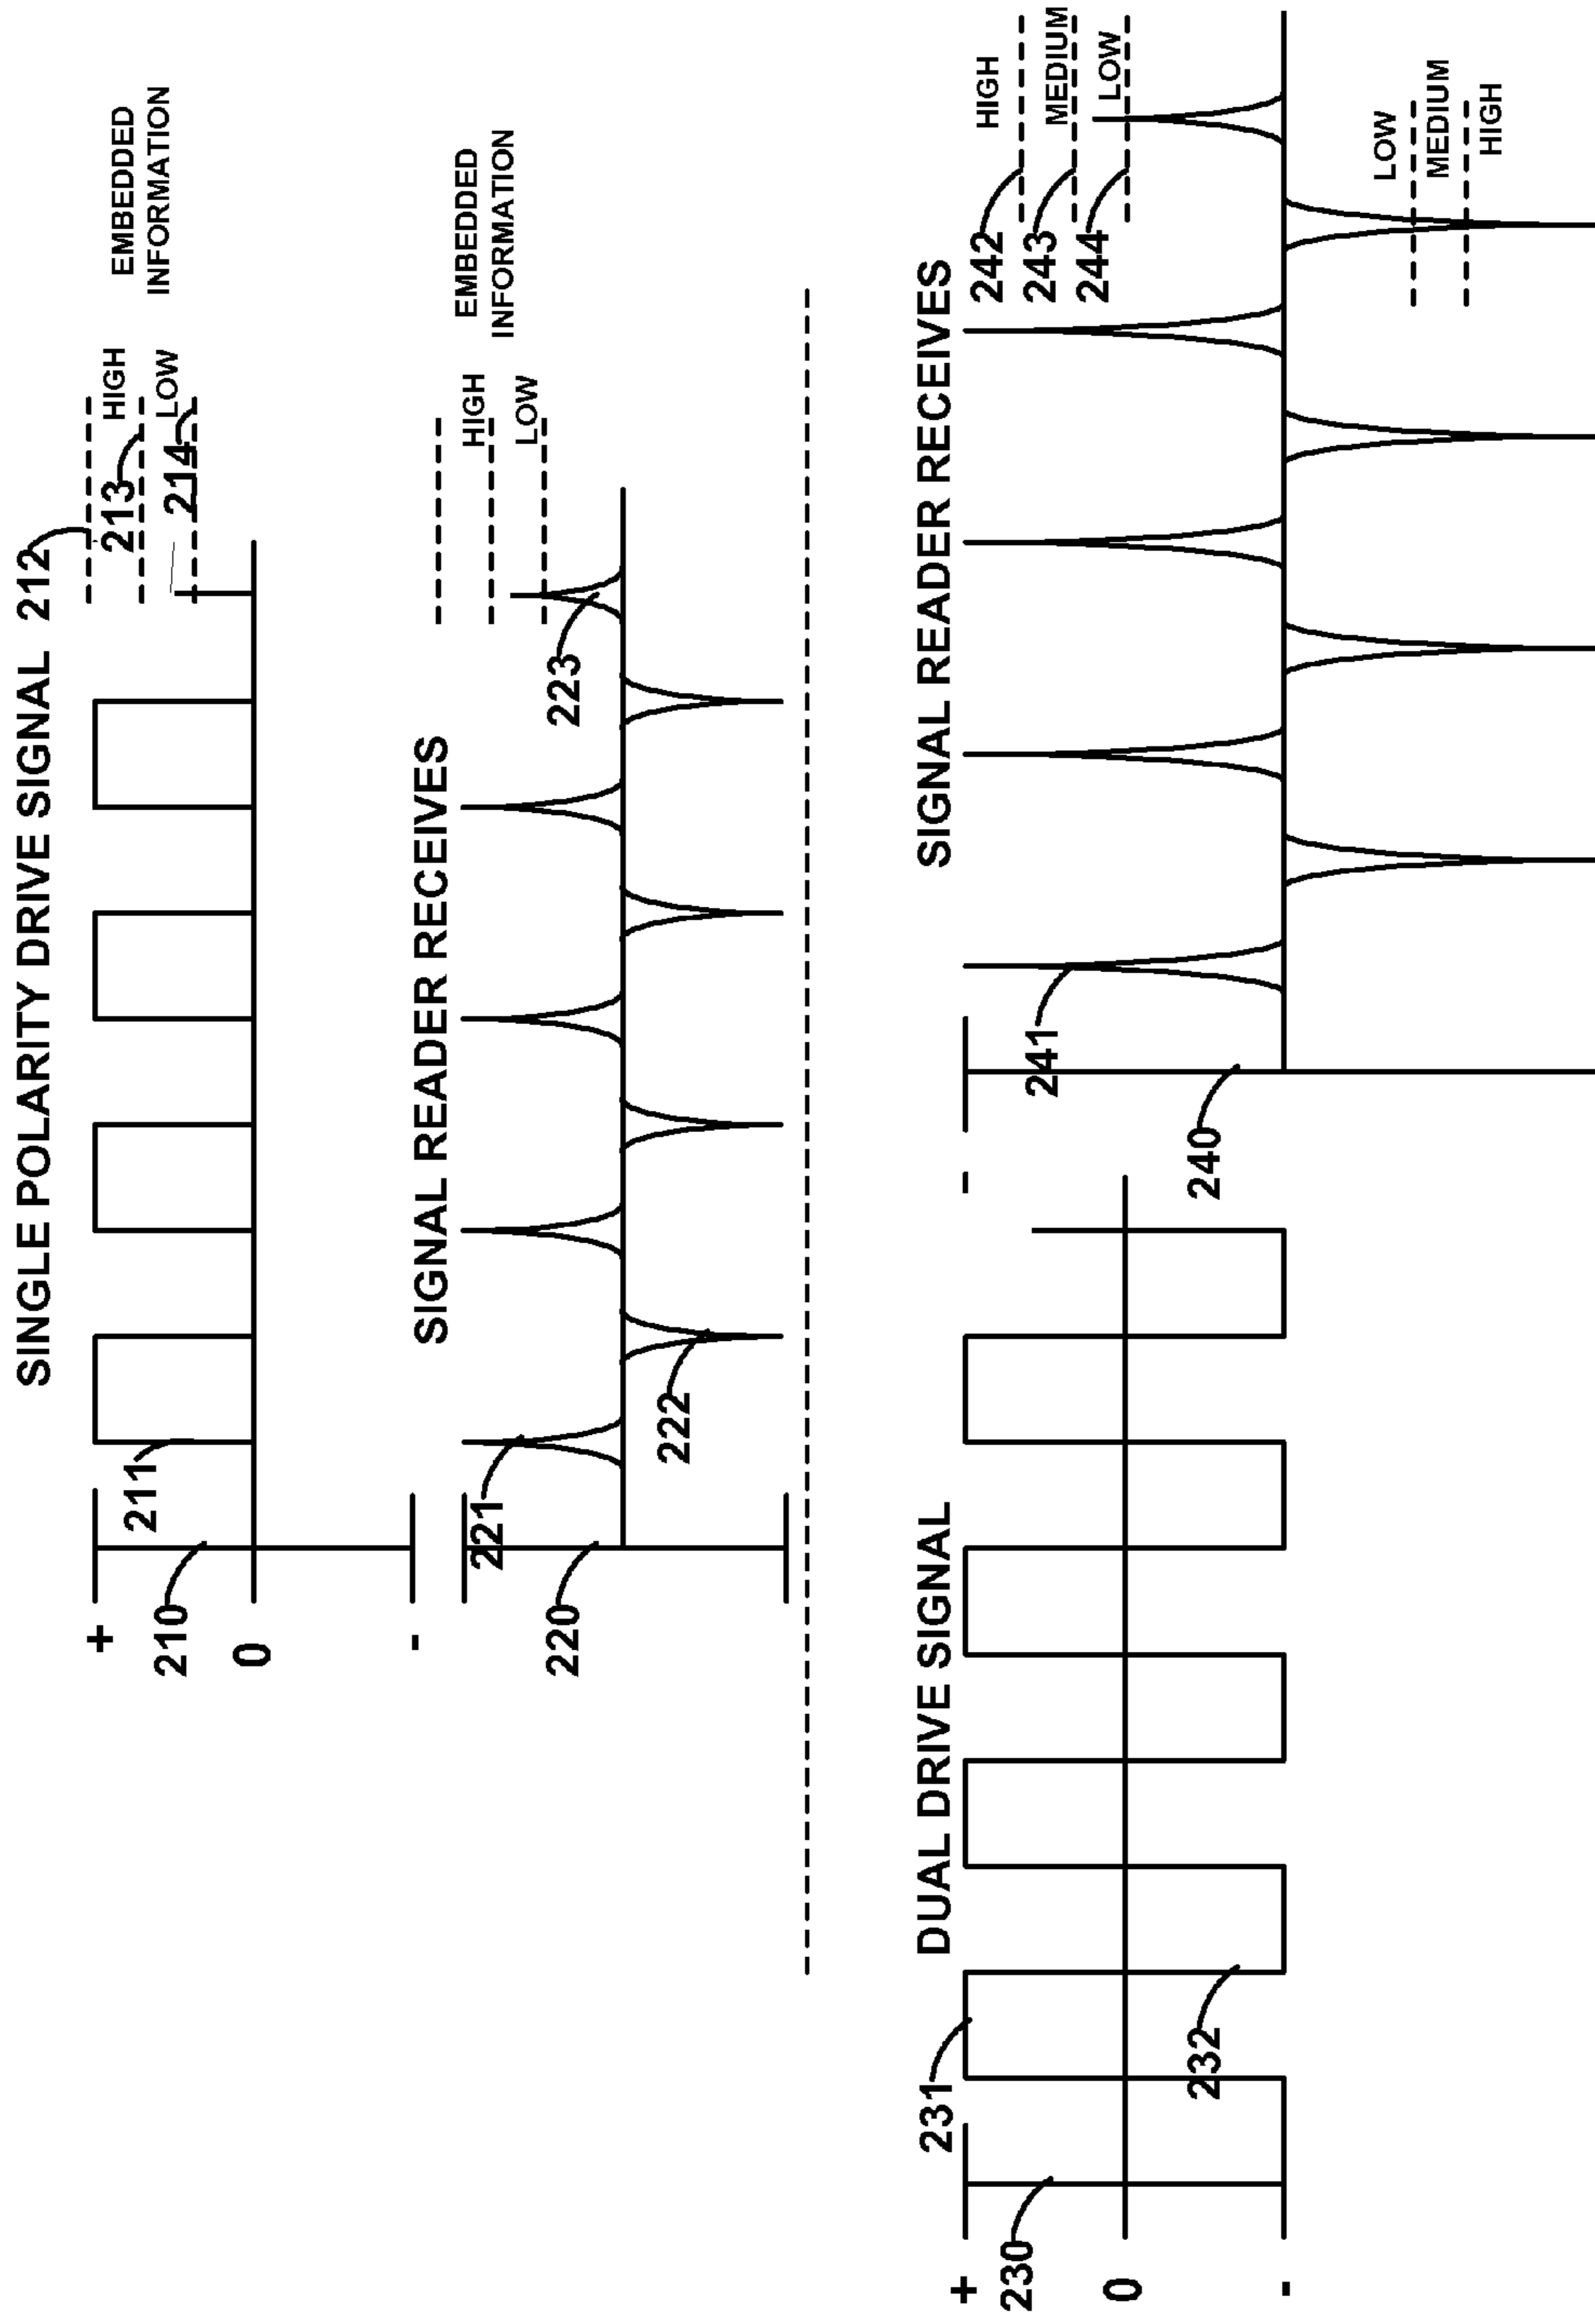 SINGLE POLARITY DRIVE SIGNAL 212
+
210
0
-
211
213
HIGH
214
LOW
EMBEDDED
INFORMATION
SIGNAL READER RECEIVES
221
220
222
223
HIGH
LOW
EMBEDDED
INFORMATION
DUAL DRIVE SIGNAL
+
230
0
-
231
232
SIGNAL READER RECEIVES
-
240
241
242
HIGH
243
MEDIUM
244
LOW
LOW
MEDIUM
HIGH